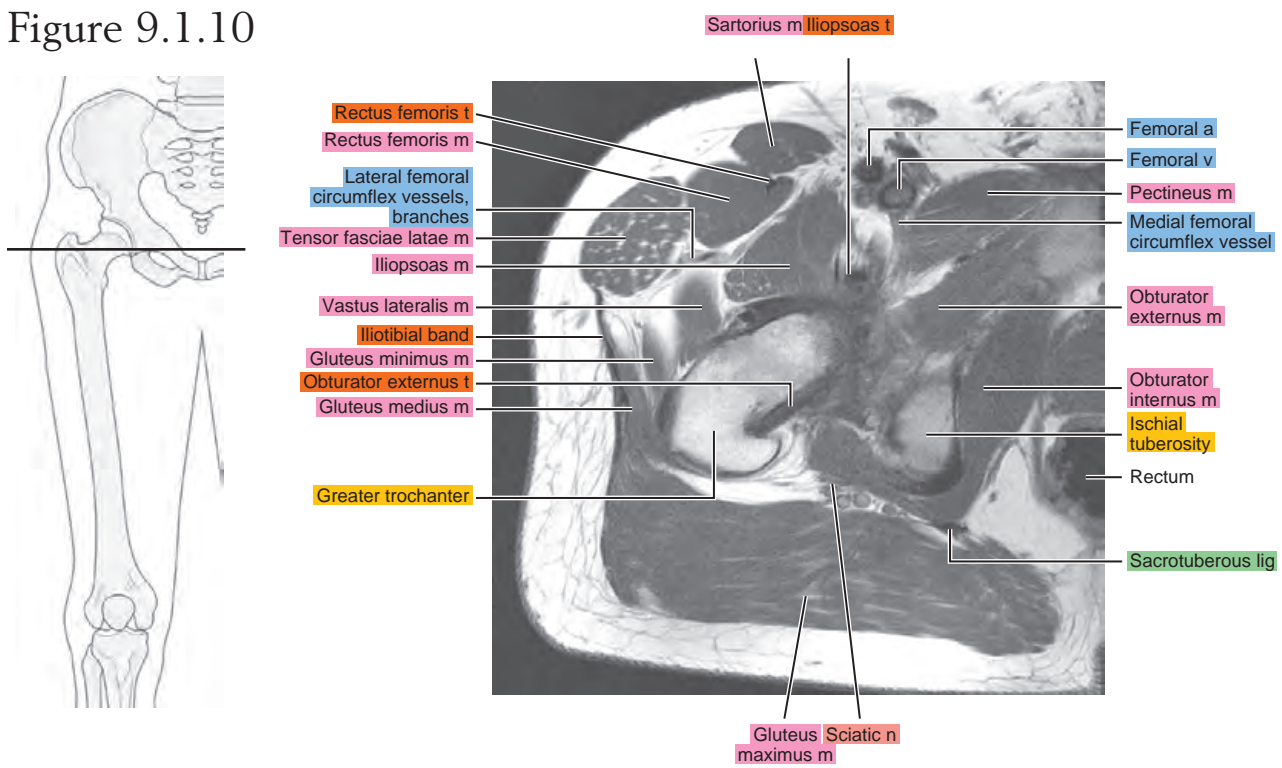 Figure 9.1.10
Sartorius m Iliopsoas t
Rectus femoris t
Rectus femoris m
Lateral femoral
circumflex vessels,
branches
Tensor fasciae latae m
Iliopsoas m
Vastus lateralis m
Iliotibial band
Gluteus minimus m
Obturator externus t
Gluteus medius m
Greater trochanter
Femoral a
Femoral v
Pectineus m
Medial femoral
circumflex vessel
Obturator
externus m
Obturator
internus m
Ischial
tuberosity
Rectum
Sacrotuberous lig
Gluteus
maximus m
Sciatic n